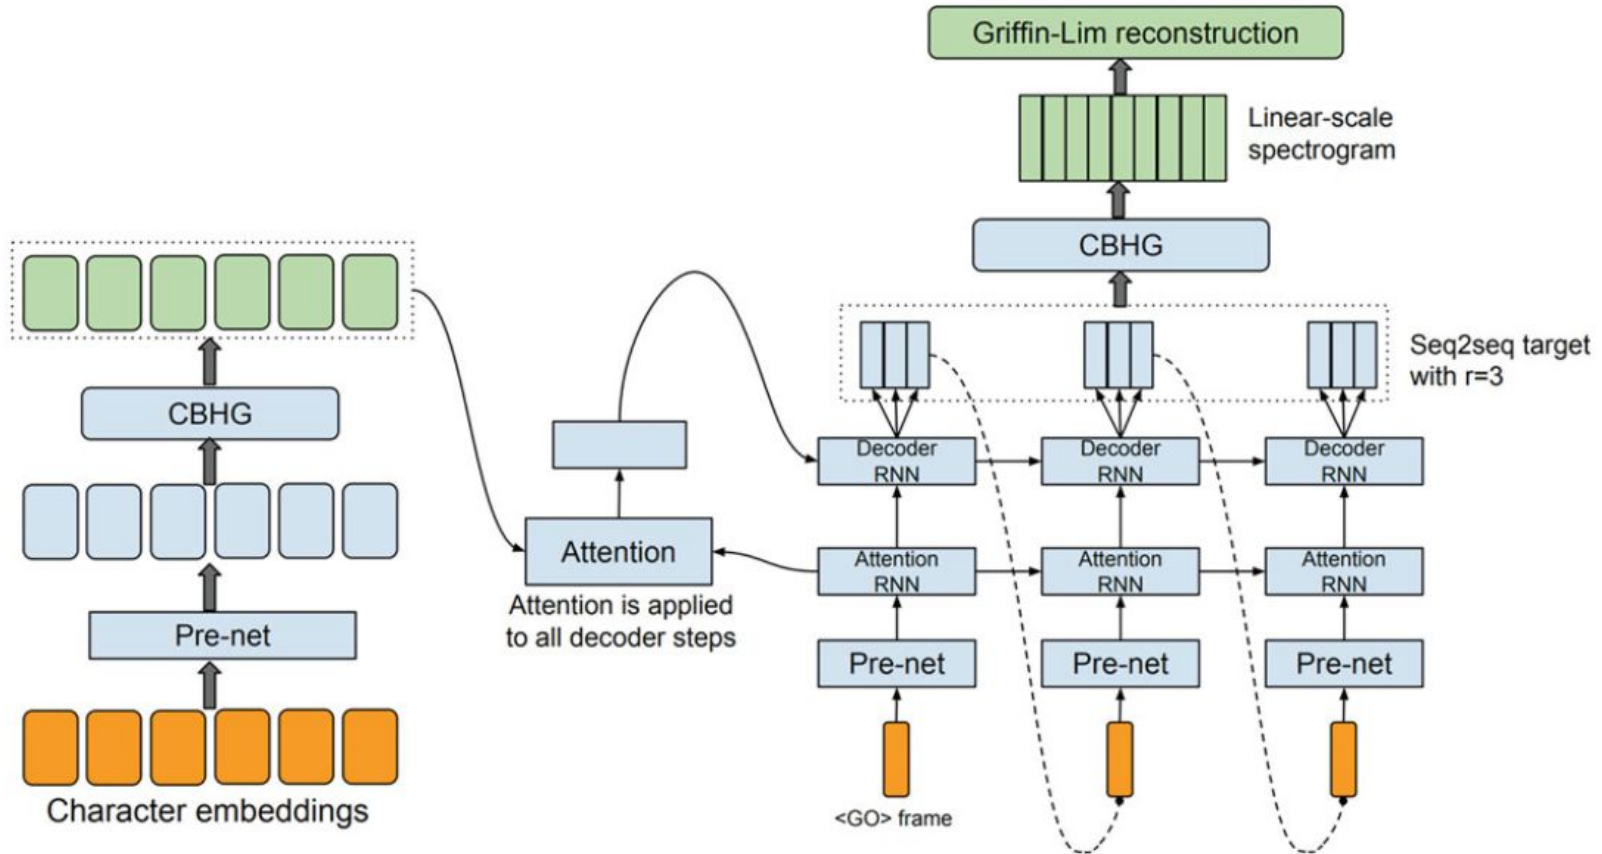 Griffin-Lim reconstruction
Linear-scale
spectrogram
CBHG
Seq2seq target
with r=3
CBHG
Decoder
RNN
Decoder
RNN
Decoder
RNN
Attention
Attention is applied
to all decoder steps
Attention
RNN
Attention
RNN
Attention
RNN
Pre-net
Pre-net
Pre-net
Pre-net
Character embeddings
<GO> frame